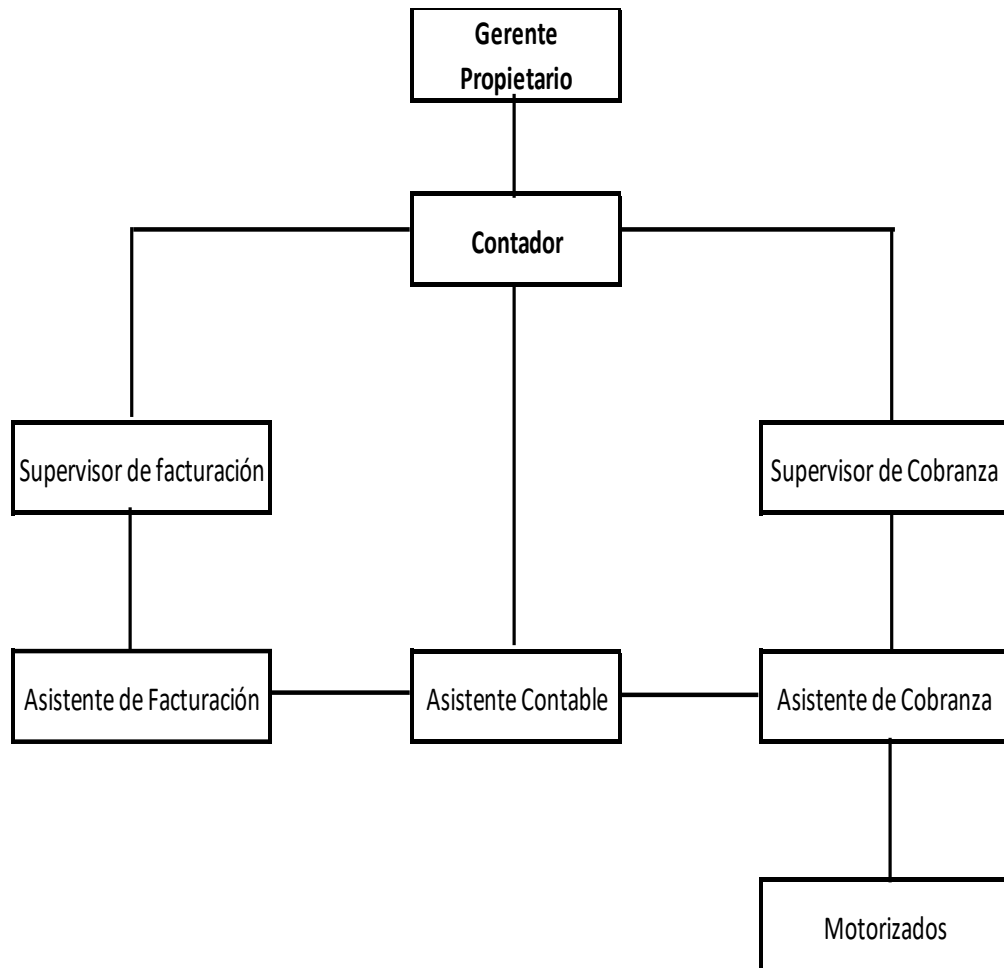 Gerente
Propietario
Contador
Supervisor de facturación
Supervisor de Cobranza
Asistente de Facturación
Asistente Contable
Asistente de Cobranza
Motorizados